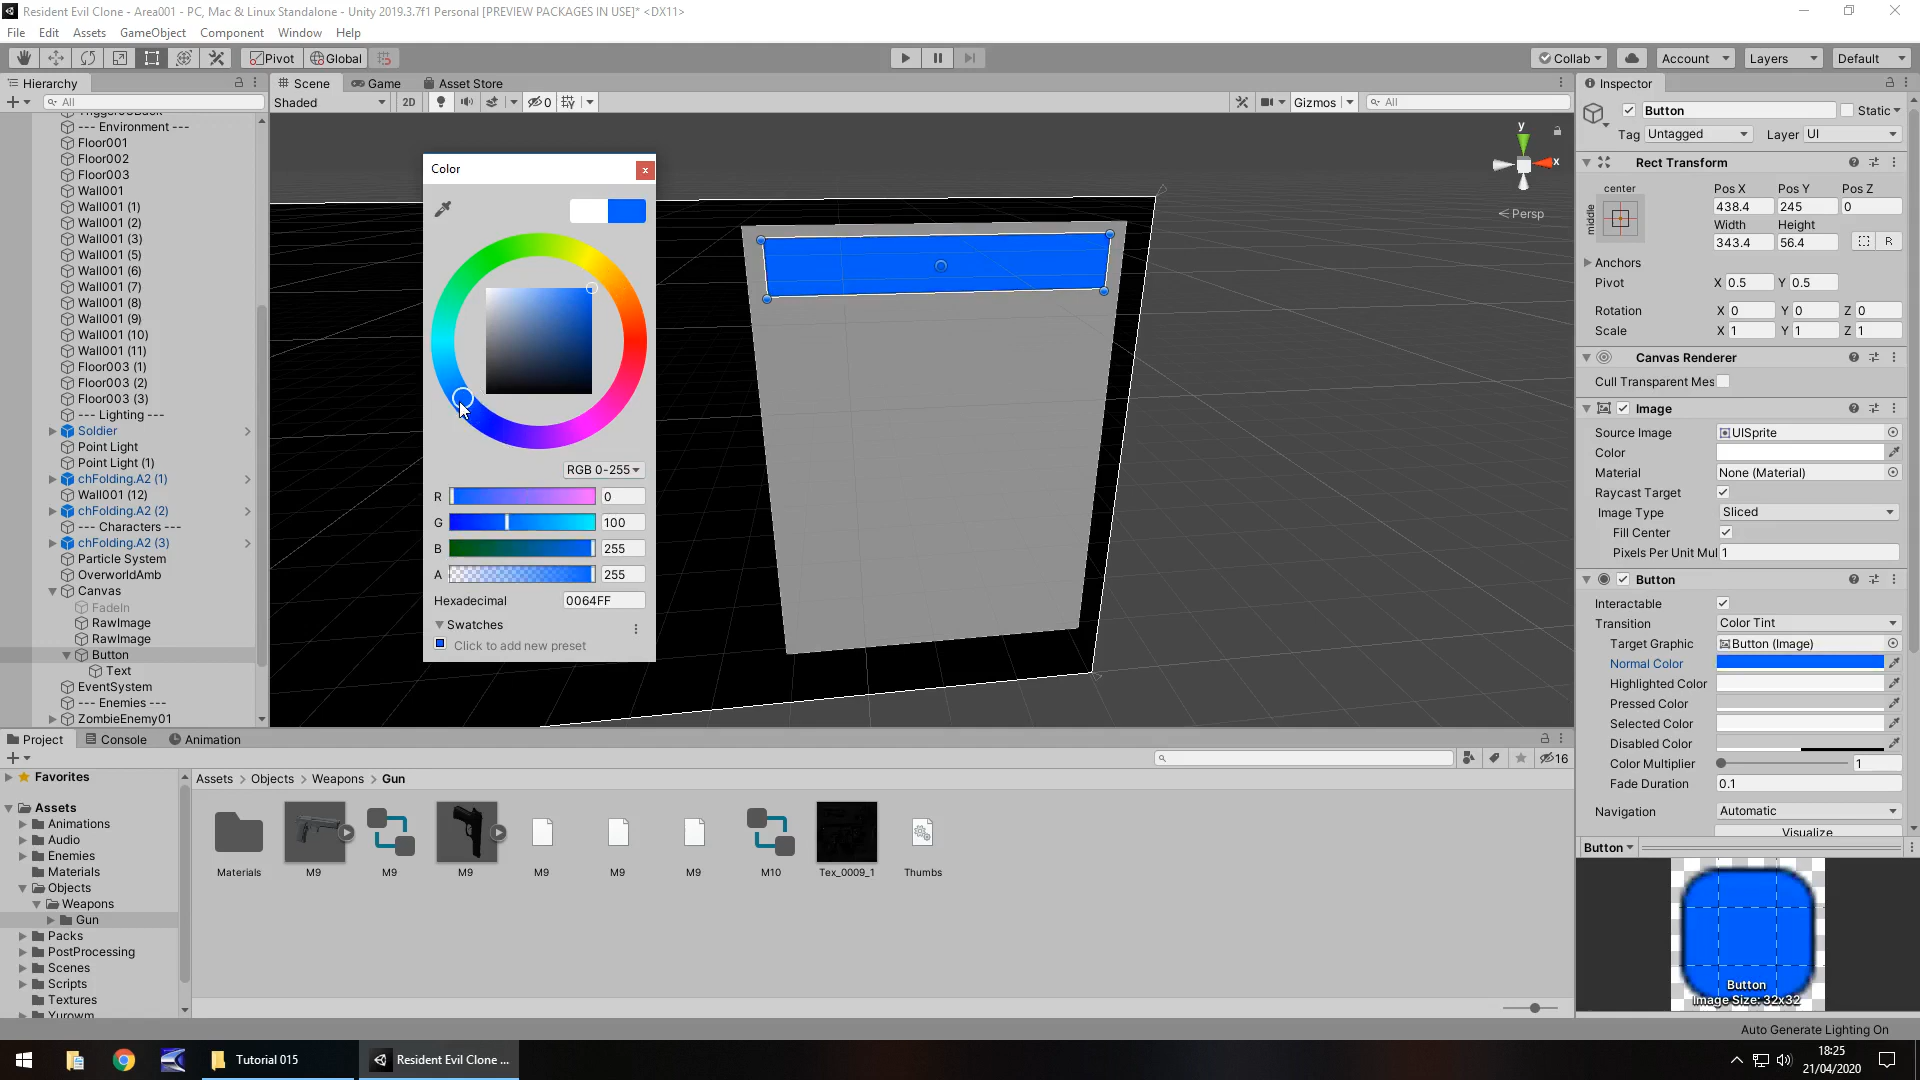 Resident Evil Clone - Area001 - PC, Mac & Linux Standalone - Unity 2019.3.7f1 Personal [PREVIEW PACKAGES IN USE]* <DX11>
File Edit Assets GameObject Component Window Help
Pivot Global Collab Account Layers Default
Hierarchy
All
--- Environment ---
Floor001
Floor002
Floor003
Wall001
Wall001 (1)
Wall001 (2)
Wall001 (3)
Wall001 (5)
Wall001 (6)
Wall001 (7)
Wall001 (8)
Wall001 (9)
Wall001 (10)
Wall001 (11)
Floor003 (1)
Floor003 (2)
Floor003 (3)
--- Lighting ---
Soldier
Point Light
Point Light (1)
chFolding.A2 (1)
Wall001 (12)
chFolding.A2 (2)
--- Characters ---
chFolding.A2 (3)
Particle System
OverworldAmb
Canvas
FadeIn
RawImage
RawImage
Button
Text
EventSystem
--- Enemies ---
ZombieEnemy01
Scene Game Asset Store
Shaded 2D 0 Gizmos All
y
x
Persp
Color
RGB 0-255
R 0
G 100
B 255
A 255
Hexadecimal 0064FF
Swatches
Click to add new preset
Inspector
Button Static
Tag Untagged Layer UI
Rect Transform
center
middle
Pos X Pos Y Pos Z
438.4 245 0
Width Height
343.4 56.4 R
Anchors
Pivot X 0.5 Y 0.5
Rotation X 0 Y 0 Z 0
Scale X 1 Y 1 Z 1
Canvas Renderer
Cull Transparent Mes
Image
Source Image UISprite
Color
Material None (Material)
Raycast Target
Image Type Sliced
Fill Center
Pixels Per Unit Mul 1
Button
Interactable
Transition Color Tint
Target Graphic Button (Image)
Normal Color
Highlighted Color
Pressed Color
Selected Color
Disabled Color
Color Multiplier 1
Fade Duration 0.1
Navigation Automatic
Visualize
Button
Button
Image Size: 32x32
Project Console Animation
16
Favorites
Assets
Animations
Audio
Enemies
Materials
Objects
Weapons
Gun
Packs
PostProcessing
Scenes
Scripts
Textures
Yurowm
Assets > Objects > Weapons > Gun
Materials M9 M9 M9 M9 M9 M9 M10 Tex_0009_1 Thumbs
Auto Generate Lighting On
Tutorial 015
Resident Evil Clone ...
18:25
21/04/2020